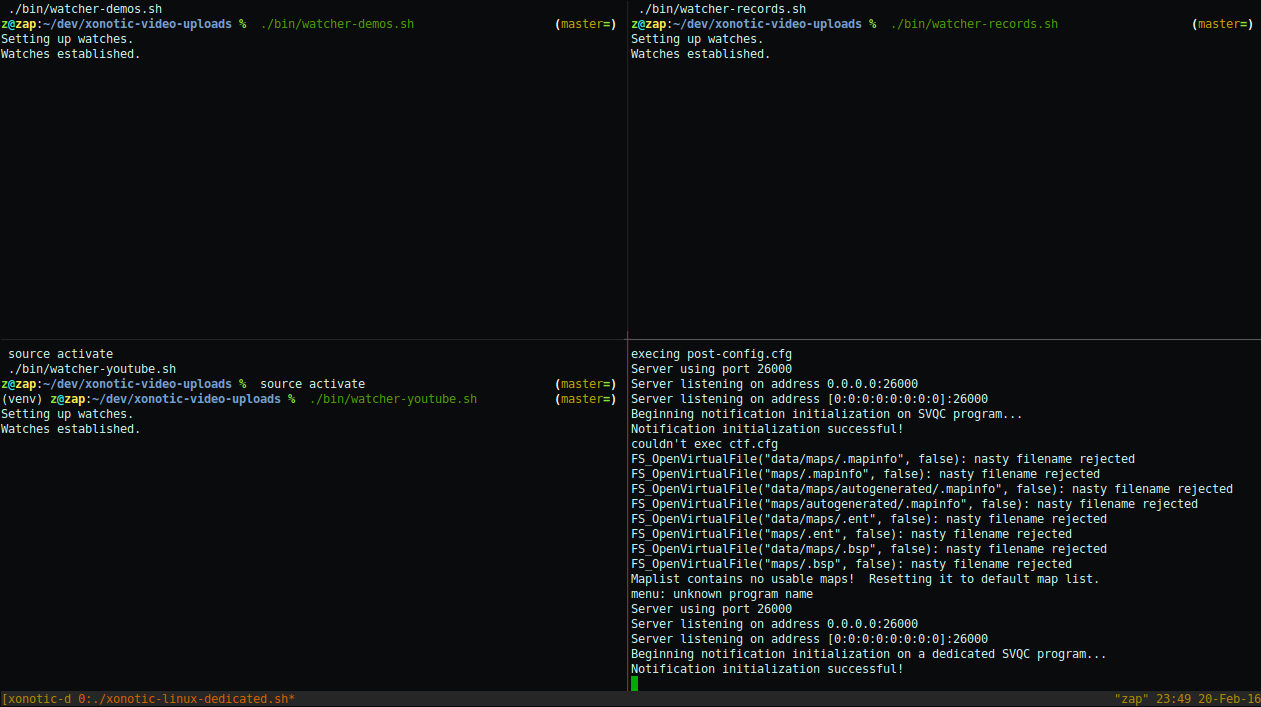 ./bin/watcher-demos.sh
z@zap:~/dev/xonotic-video-uploads %  ./bin/watcher-demos.sh (master=)
Setting up watches.
Watches established.
./bin/watcher-records.sh
z@zap:~/dev/xonotic-video-uploads %  ./bin/watcher-records.sh (master=)
Setting up watches.
Watches established.
source activate
./bin/watcher-youtube.sh
z@zap:~/dev/xonotic-video-uploads %  source activate (master=)
(venv) z@zap:~/dev/xonotic-video-uploads %  ./bin/watcher-youtube.sh (master=)
Setting up watches.
Watches established.
execing post-config.cfg
Server using port 26000
Server listening on address 0.0.0.0:26000
Server listening on address [0:0:0:0:0:0:0:0]:26000
Beginning notification initialization on SVQC program...
Notification initialization successful!
couldn't exec ctf.cfg
FS_OpenVirtualFile("data/maps/.mapinfo", false): nasty filename rejected
FS_OpenVirtualFile("maps/.mapinfo", false): nasty filename rejected
FS_OpenVirtualFile("data/maps/autogenerated/.mapinfo", false): nasty filename rejected
FS_OpenVirtualFile("maps/autogenerated/.mapinfo", false): nasty filename rejected
FS_OpenVirtualFile("data/maps/.ent", false): nasty filename rejected
FS_OpenVirtualFile("maps/.ent", false): nasty filename rejected
FS_OpenVirtualFile("data/maps/.bsp", false): nasty filename rejected
FS_OpenVirtualFile("maps/.bsp", false): nasty filename rejected
Maplist contains no usable maps!  Resetting it to default map list.
menu: unknown program name
Server using port 26000
Server listening on address 0.0.0.0:26000
Server listening on address [0:0:0:0:0:0:0:0]:26000
Beginning notification initialization on a dedicated SVQC program...
Notification initialization successful!
[xonotic-d 0:./xonotic-linux-dedicated.sh* "zap" 23:49 20-Feb-16